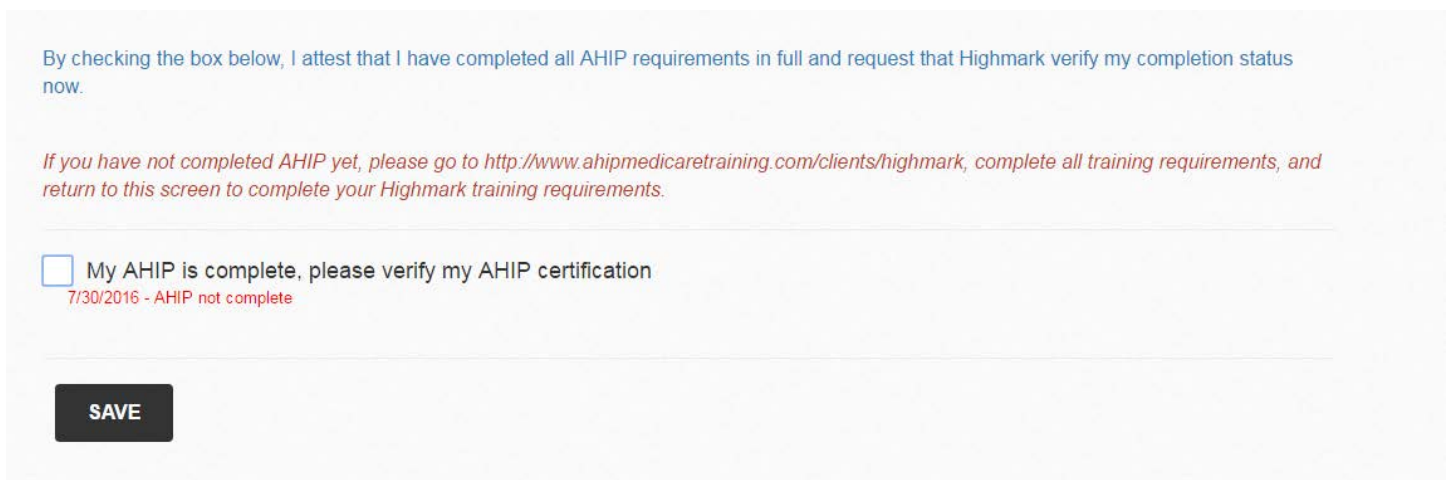 By checking the box below, I attest that I have completed all AHIP requirements in full and request that Highmark verify my completion status
now.
If you have not completed AHIP yet, please go to http://www.ahipmedicaretraining.com/clients/highmark, complete all training requirements, and
return to this screen to complete your Highmark training requirements.
My AHIP is complete, please verify my AHIP certification
7/30/2016 - AHIP not complete
SAVE